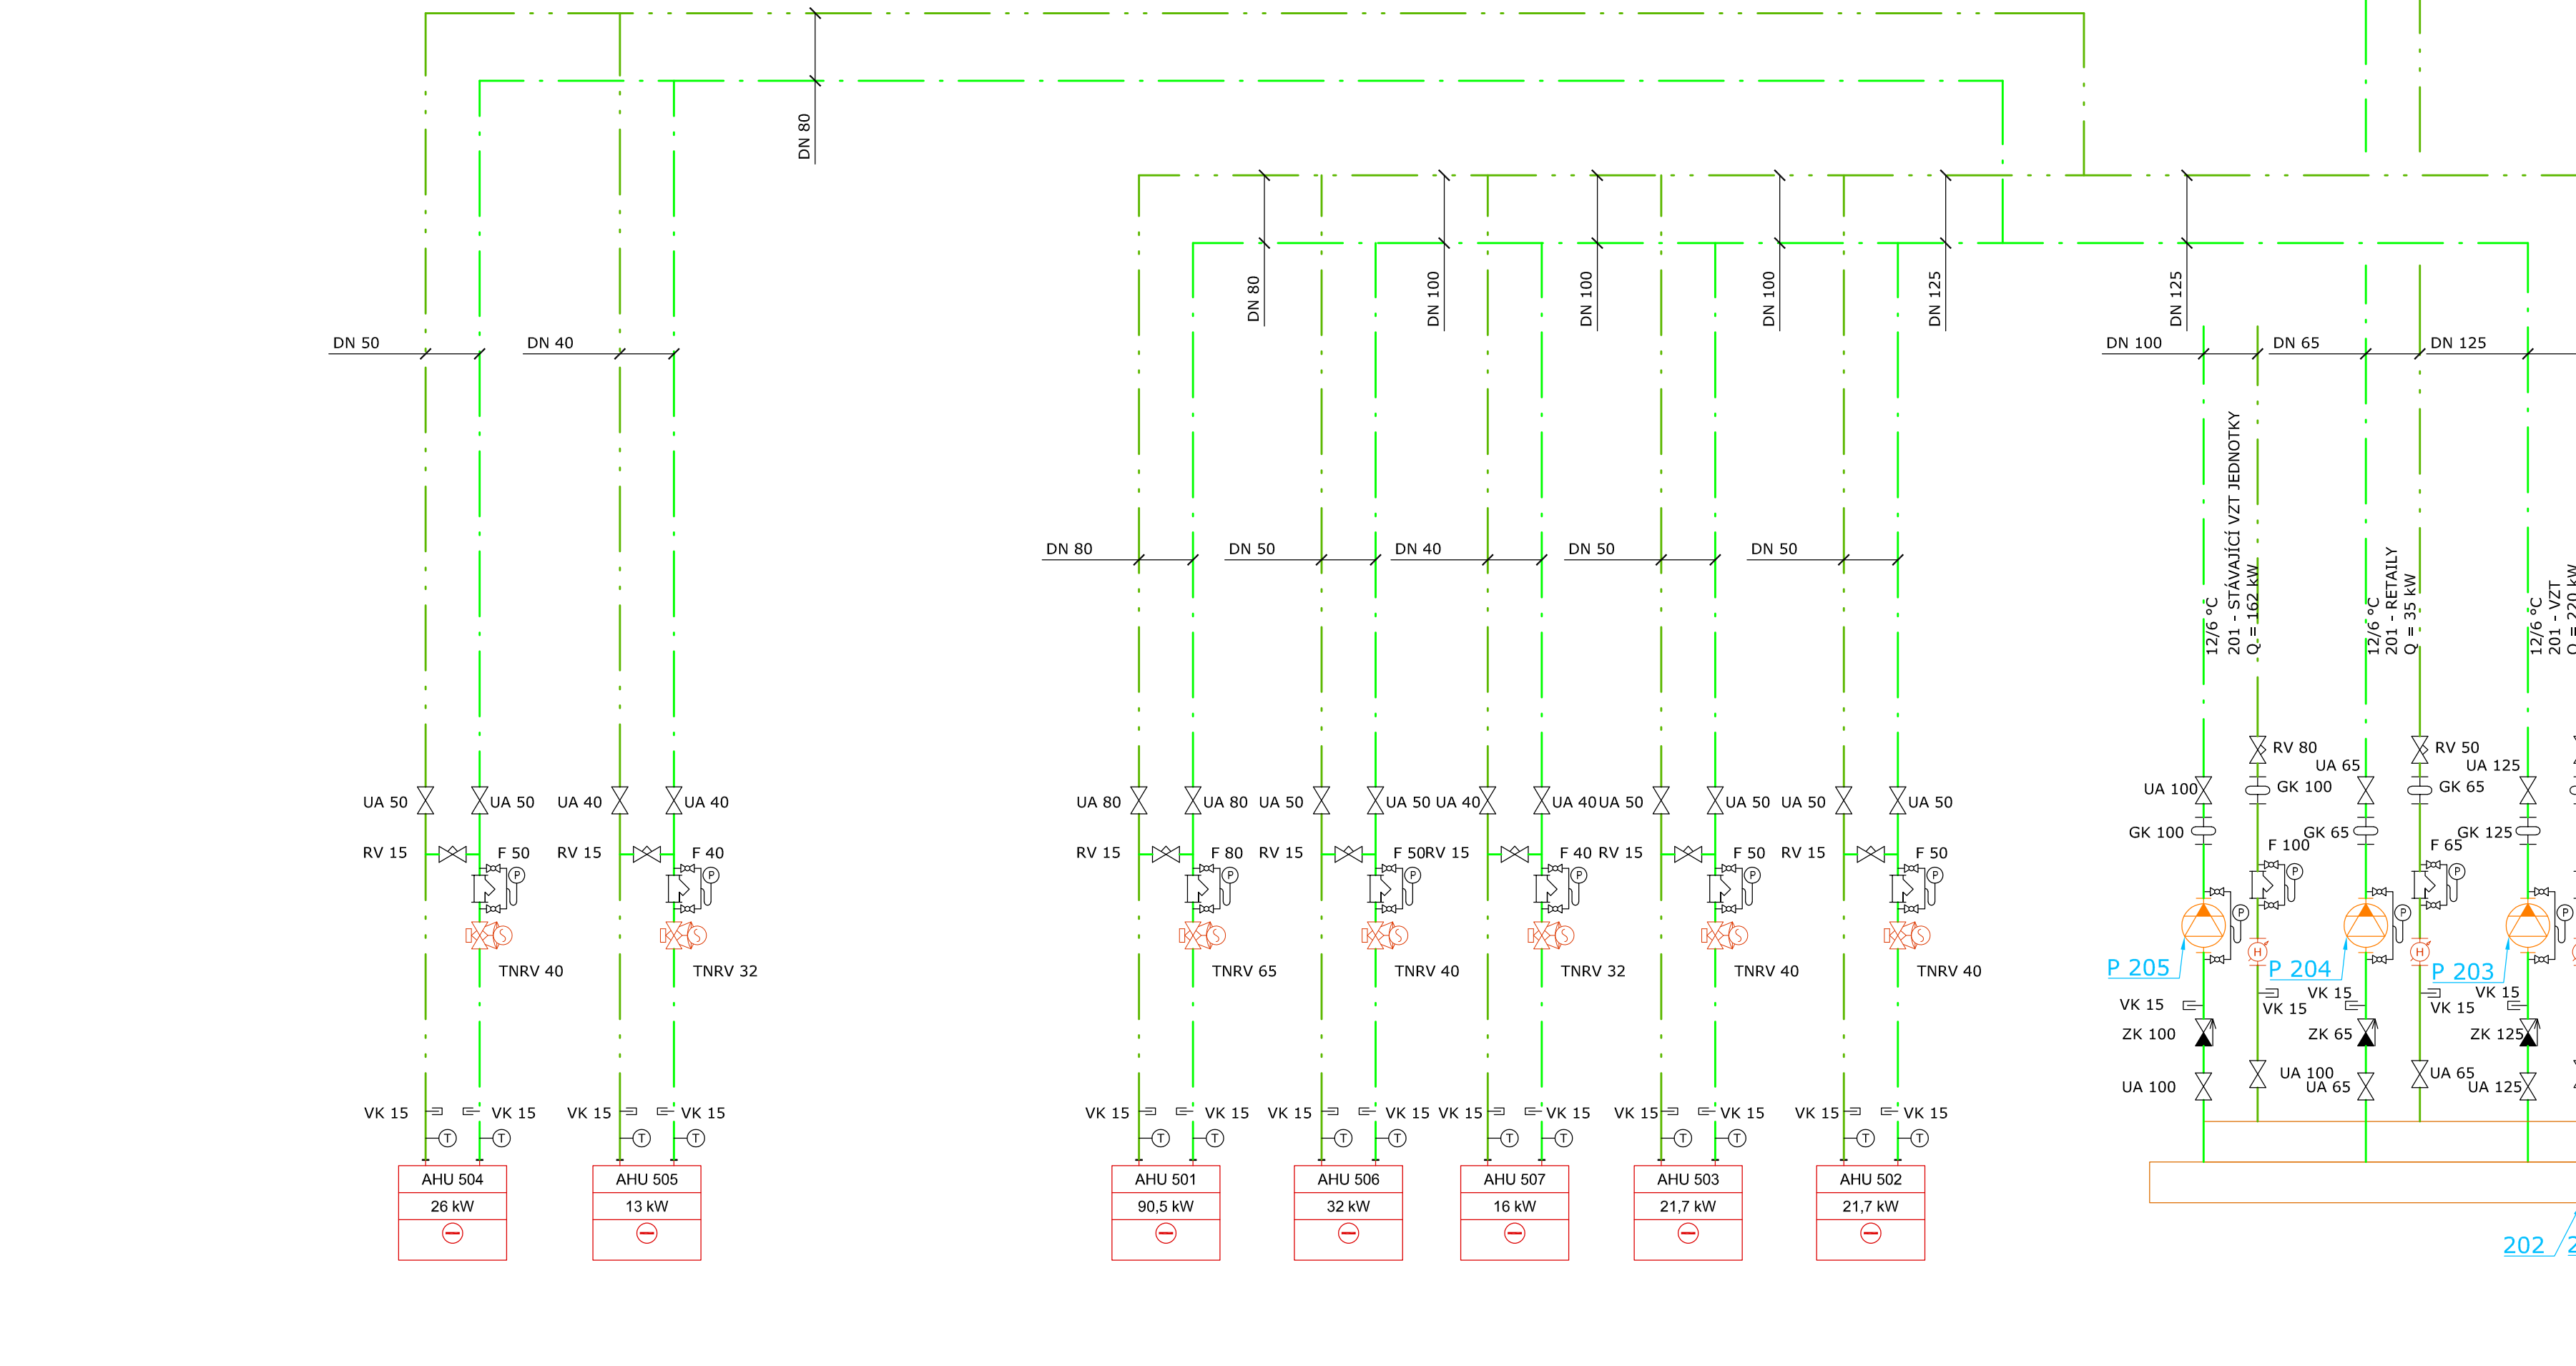 DN 80
DN 80
DN 100
DN 100
DN 100
DN 125
DN 125
DN 50
DN 40
DN 100
DN 65
DN 125
DN 80
DN 50
DN 40
DN 50
DN 50
12/6 °C
201 - STÁVAJÍCÍ VZT JEDNOTKY
Q = 162 kW
12/6 °C
201 - RETAILY
Q = 35 kW
12/6 °C
201 - VZT
Q = 220 kW
RV 80
RV 50
UA 65
UA 125
UA 100
GK 100
GK 65
UA 50
UA 50
UA 40
UA 40
UA 80
UA 80
UA 50
UA 50
UA 40
UA 40
UA 50
UA 50
UA 50
UA 50
GK 100
GK 65
GK 125
RV 15
F 50
RV 15
F 40
RV 15
F 80
RV 15
F 50
RV 15
F 40
RV 15
F 50
RV 15
F 50
F 100
F 65
P
P
P
P
P
P
P
P
P
P
P
P
S
S
S
S
S
S
S
H
H
TNRV 40
TNRV 32
TNRV 65
TNRV 40
TNRV 32
TNRV 40
TNRV 40
P 205
P 204
P 203
VK 15
VK 15
VK 15
VK 15
VK 15
ZK 100
ZK 65
ZK 125
UA 100
UA 100
UA 65
UA 65
UA 125
VK 15
VK 15
VK 15
VK 15
VK 15
VK 15
VK 15
VK 15
VK 15
VK 15
VK 15
VK 15
VK 15
VK 15
T
T
T
T
T
T
T
T
T
T
T
T
T
T
AHU 504
26 kW
AHU 505
13 kW
AHU 501
90,5 kW
AHU 506
32 kW
AHU 507
16 kW
AHU 503
21,7 kW
AHU 502
21,7 kW
202